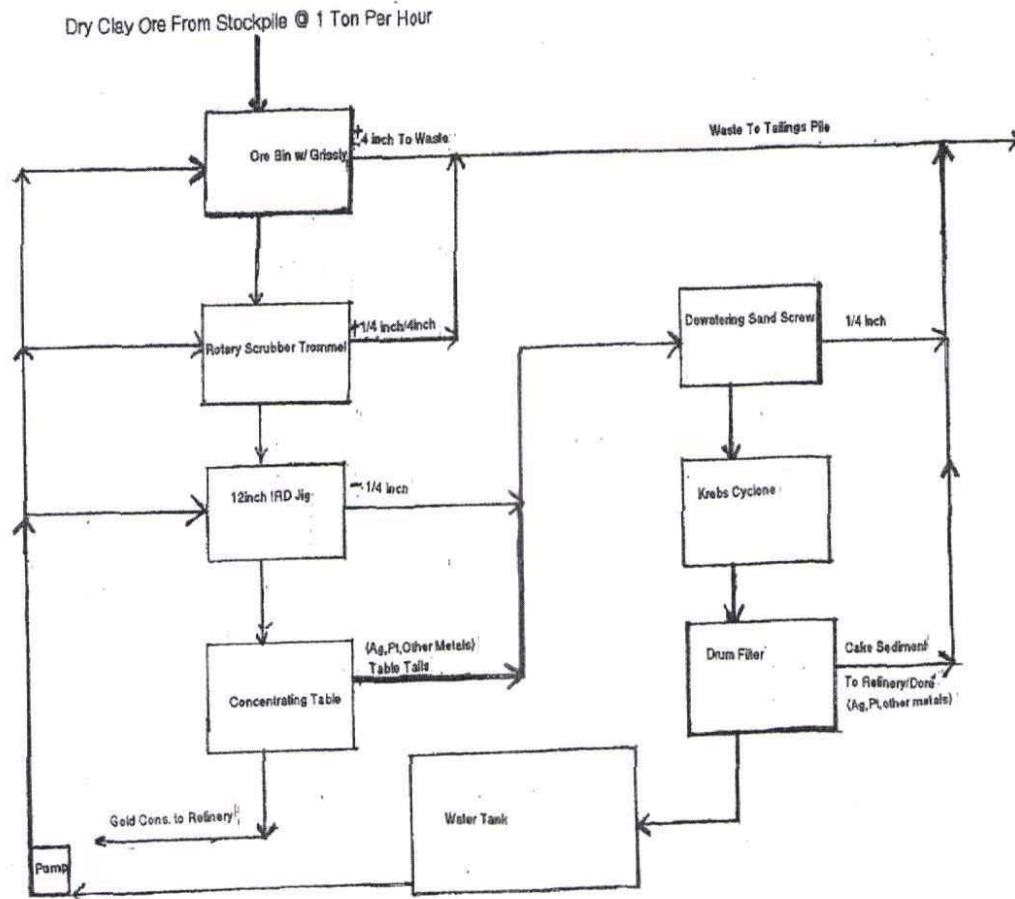 Dry Clay Ore From Stockpile @ 1 Ton Per Hour
Ore Bin w/ Grissly
+4 inch To Waste
Waste To Tailings Pile
Rotary Scrubber Trommel
+1/4 inch/4inch
Dewatering Sand Screw
1/4 inch
12inch IRD Jig
-1/4 inch
Krebs Cyclone
(Ag,Pt,Other Metals)
Table Tails
Concentrating Table
Drum Filter
Cake Sediment
To Refinery/Dore
(Ag,Pt,other metals)
Gold Cons. to Refinery
Water Tank
Pump